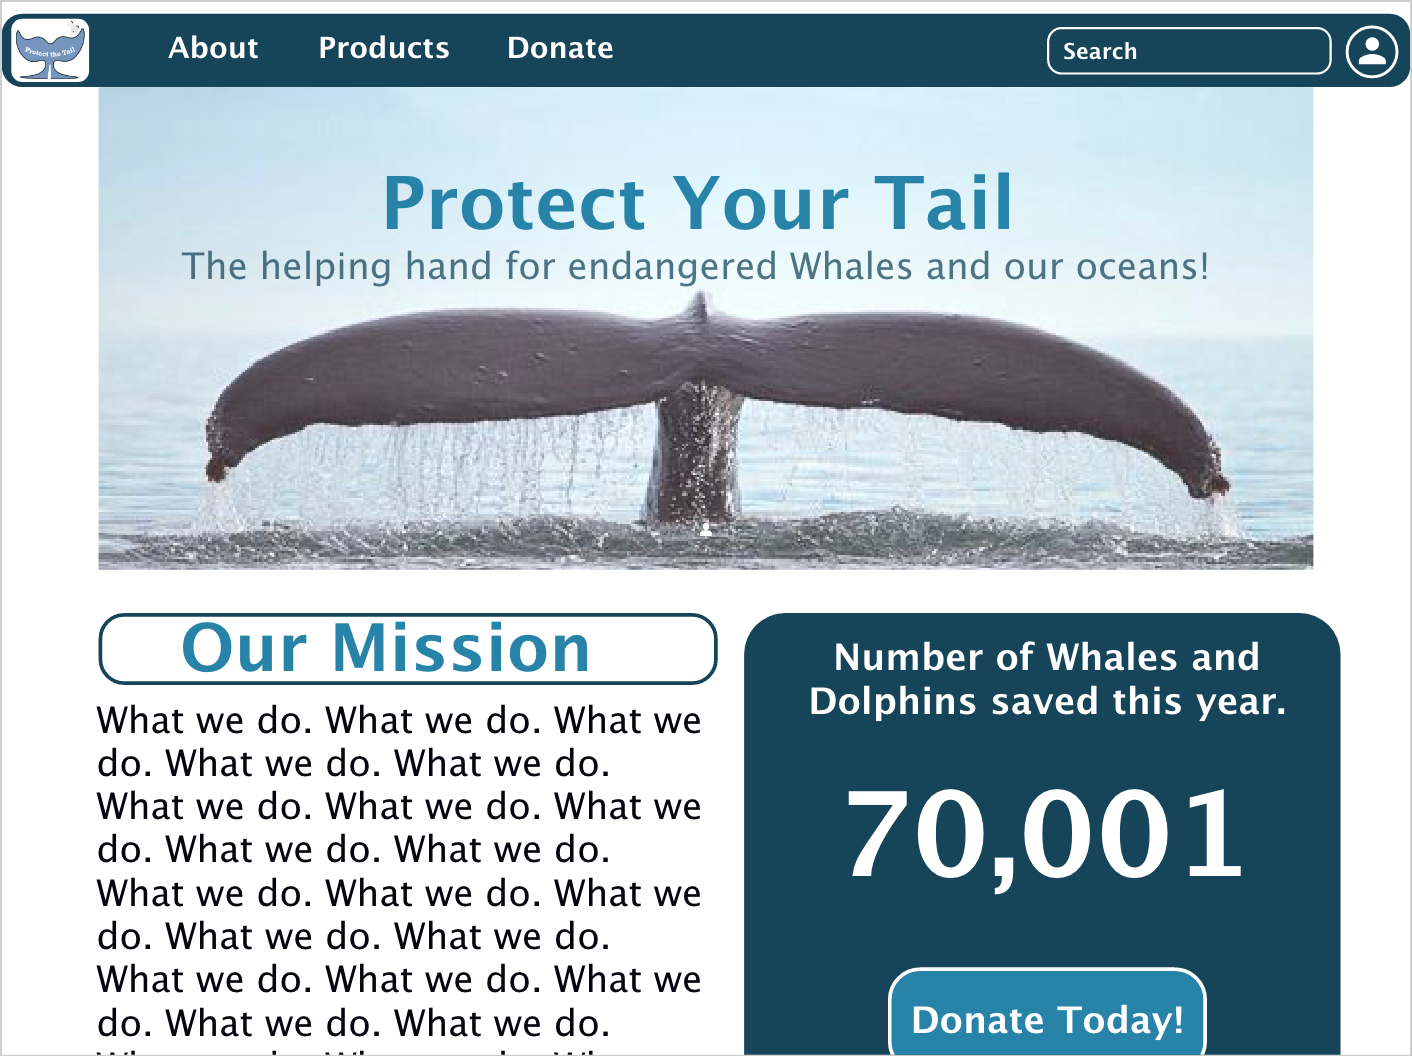 Protect the Tail
About
Products
Donate
Search
Protect Your Tail
The helping hand for endangered Whales and our oceans!
Our Mission
What we do. What we do. What we
do. What we do. What we do.
What we do. What we do. What we
do. What we do. What we do.
What we do. What we do. What we
do. What we do. What we do.
What we do. What we do. What we
do. What we do. What we do.
Number of Whales and
Dolphins saved this year.
70,001
Donate Today!